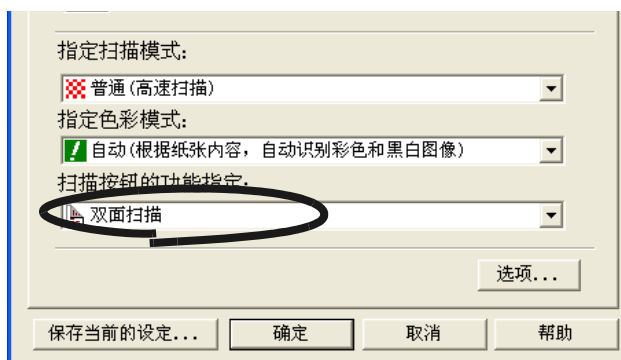 指定扫描模式:
普通(高速扫描)
指定色彩模式:
自动(根据纸张内容，自动识别彩色和黑白图像)
扫描按钮的功能指定:
双面扫描
选项...
保存当前的设定... 确定 取消 帮助